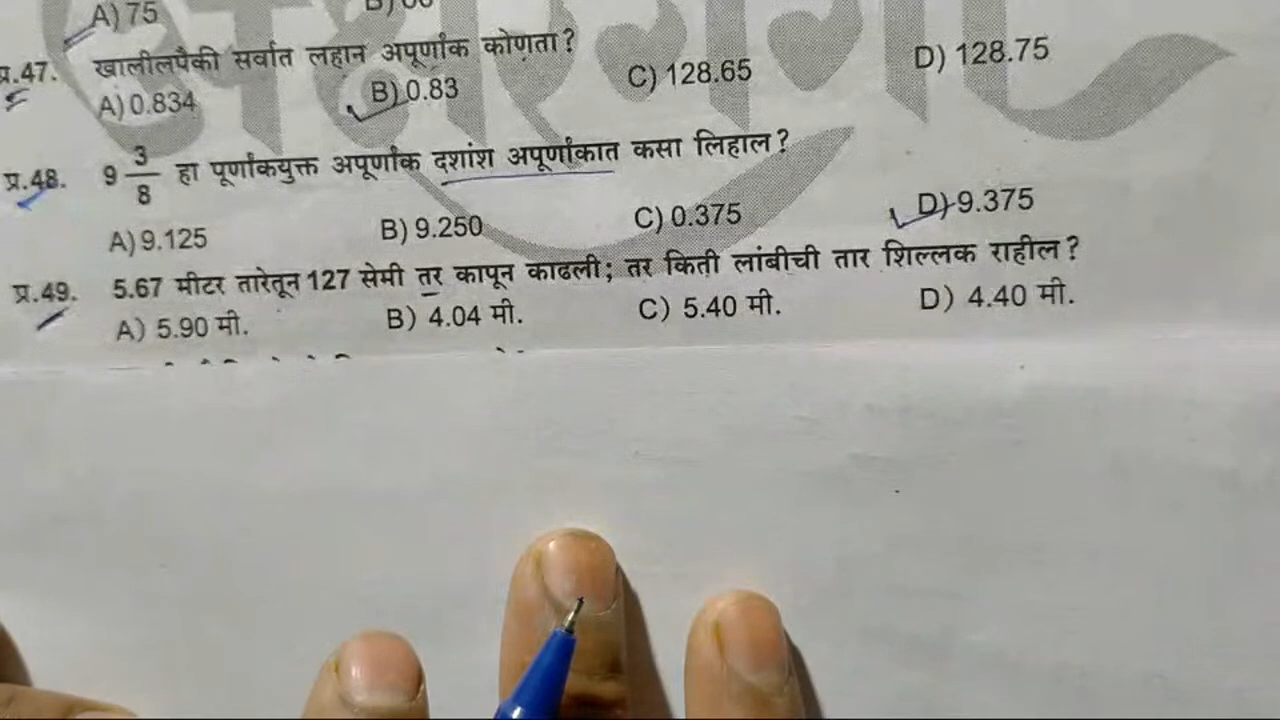 A) 75
प्र.47. खालीलपैकी सर्वात लहान अपूर्णांक कोणता?
A) 0.834 B) 0.83 C) 128.65 D) 128.75
प्र.48. 9 3/8 हा पूर्णांकयुक्त अपूर्णांक दशांश अपूर्णांकात कसा लिहाल?
A) 9.125 B) 9.250 C) 0.375 D) 9.375
प्र.49. 5.67 मीटर तारेतून 127 सेमी तर कापून काढली; तर किती लांबीची तार शिल्लक राहील?
A) 5.90 मी. B) 4.04 मी. C) 5.40 मी. D) 4.40 मी.